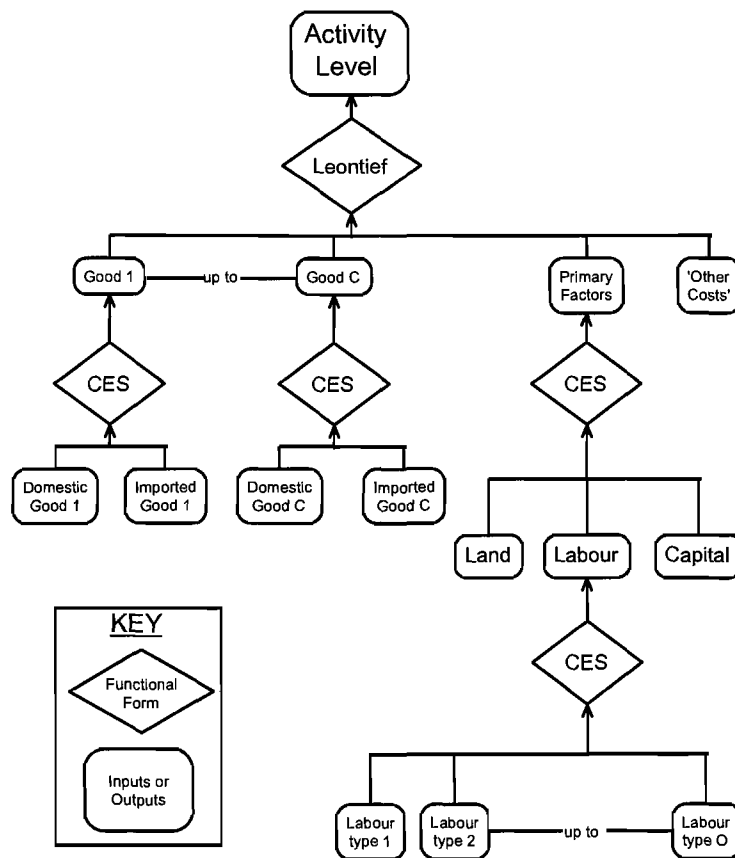 Activity
Level
Leontief
Good 1
up to
Good C
Primary
Factors
'Other
Costs'
CES
CES
CES
Domestic
Good 1
Imported
Good 1
Domestic
Good C
Imported
Good C
Land
Labour
Capital
KEY
Functional
Form
Inputs or
Outputs
CES
Labour
type 1
Labour
type 2
up to
Labour
type O